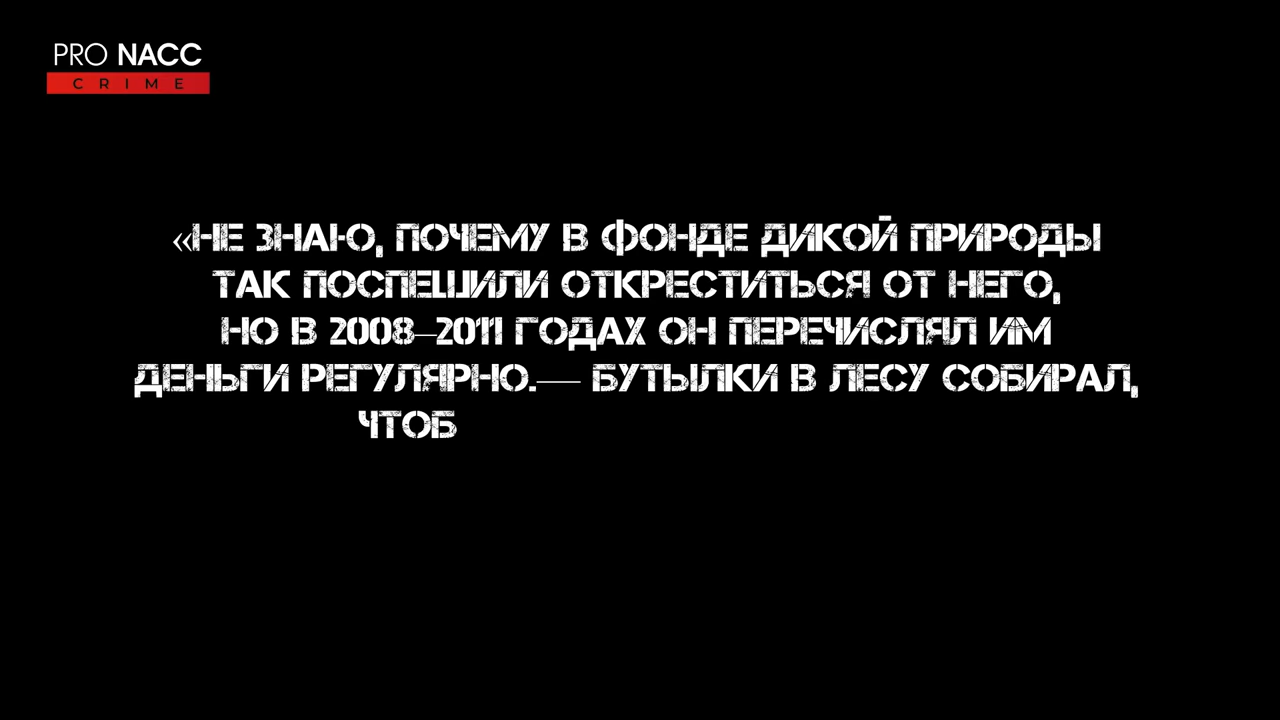 PRO NACC
CRIME
«НЕ ЗНАЮ, ПОЧЕМУ В ФОНДЕ ДИКОЙ ПРИРОДЫ
ТАК ПОСПЕШИЛИ ОТКРЕСТИТЬСЯ ОТ НЕГО,
НО В 2008–2011 ГОДАХ ОН ПЕРЕЧИСЛЯЛ ИМ
ДЕНЬГИ РЕГУЛЯРНО.— БУТЫЛКИ В ЛЕСУ СОБИРАЛ,
ЧТОБ